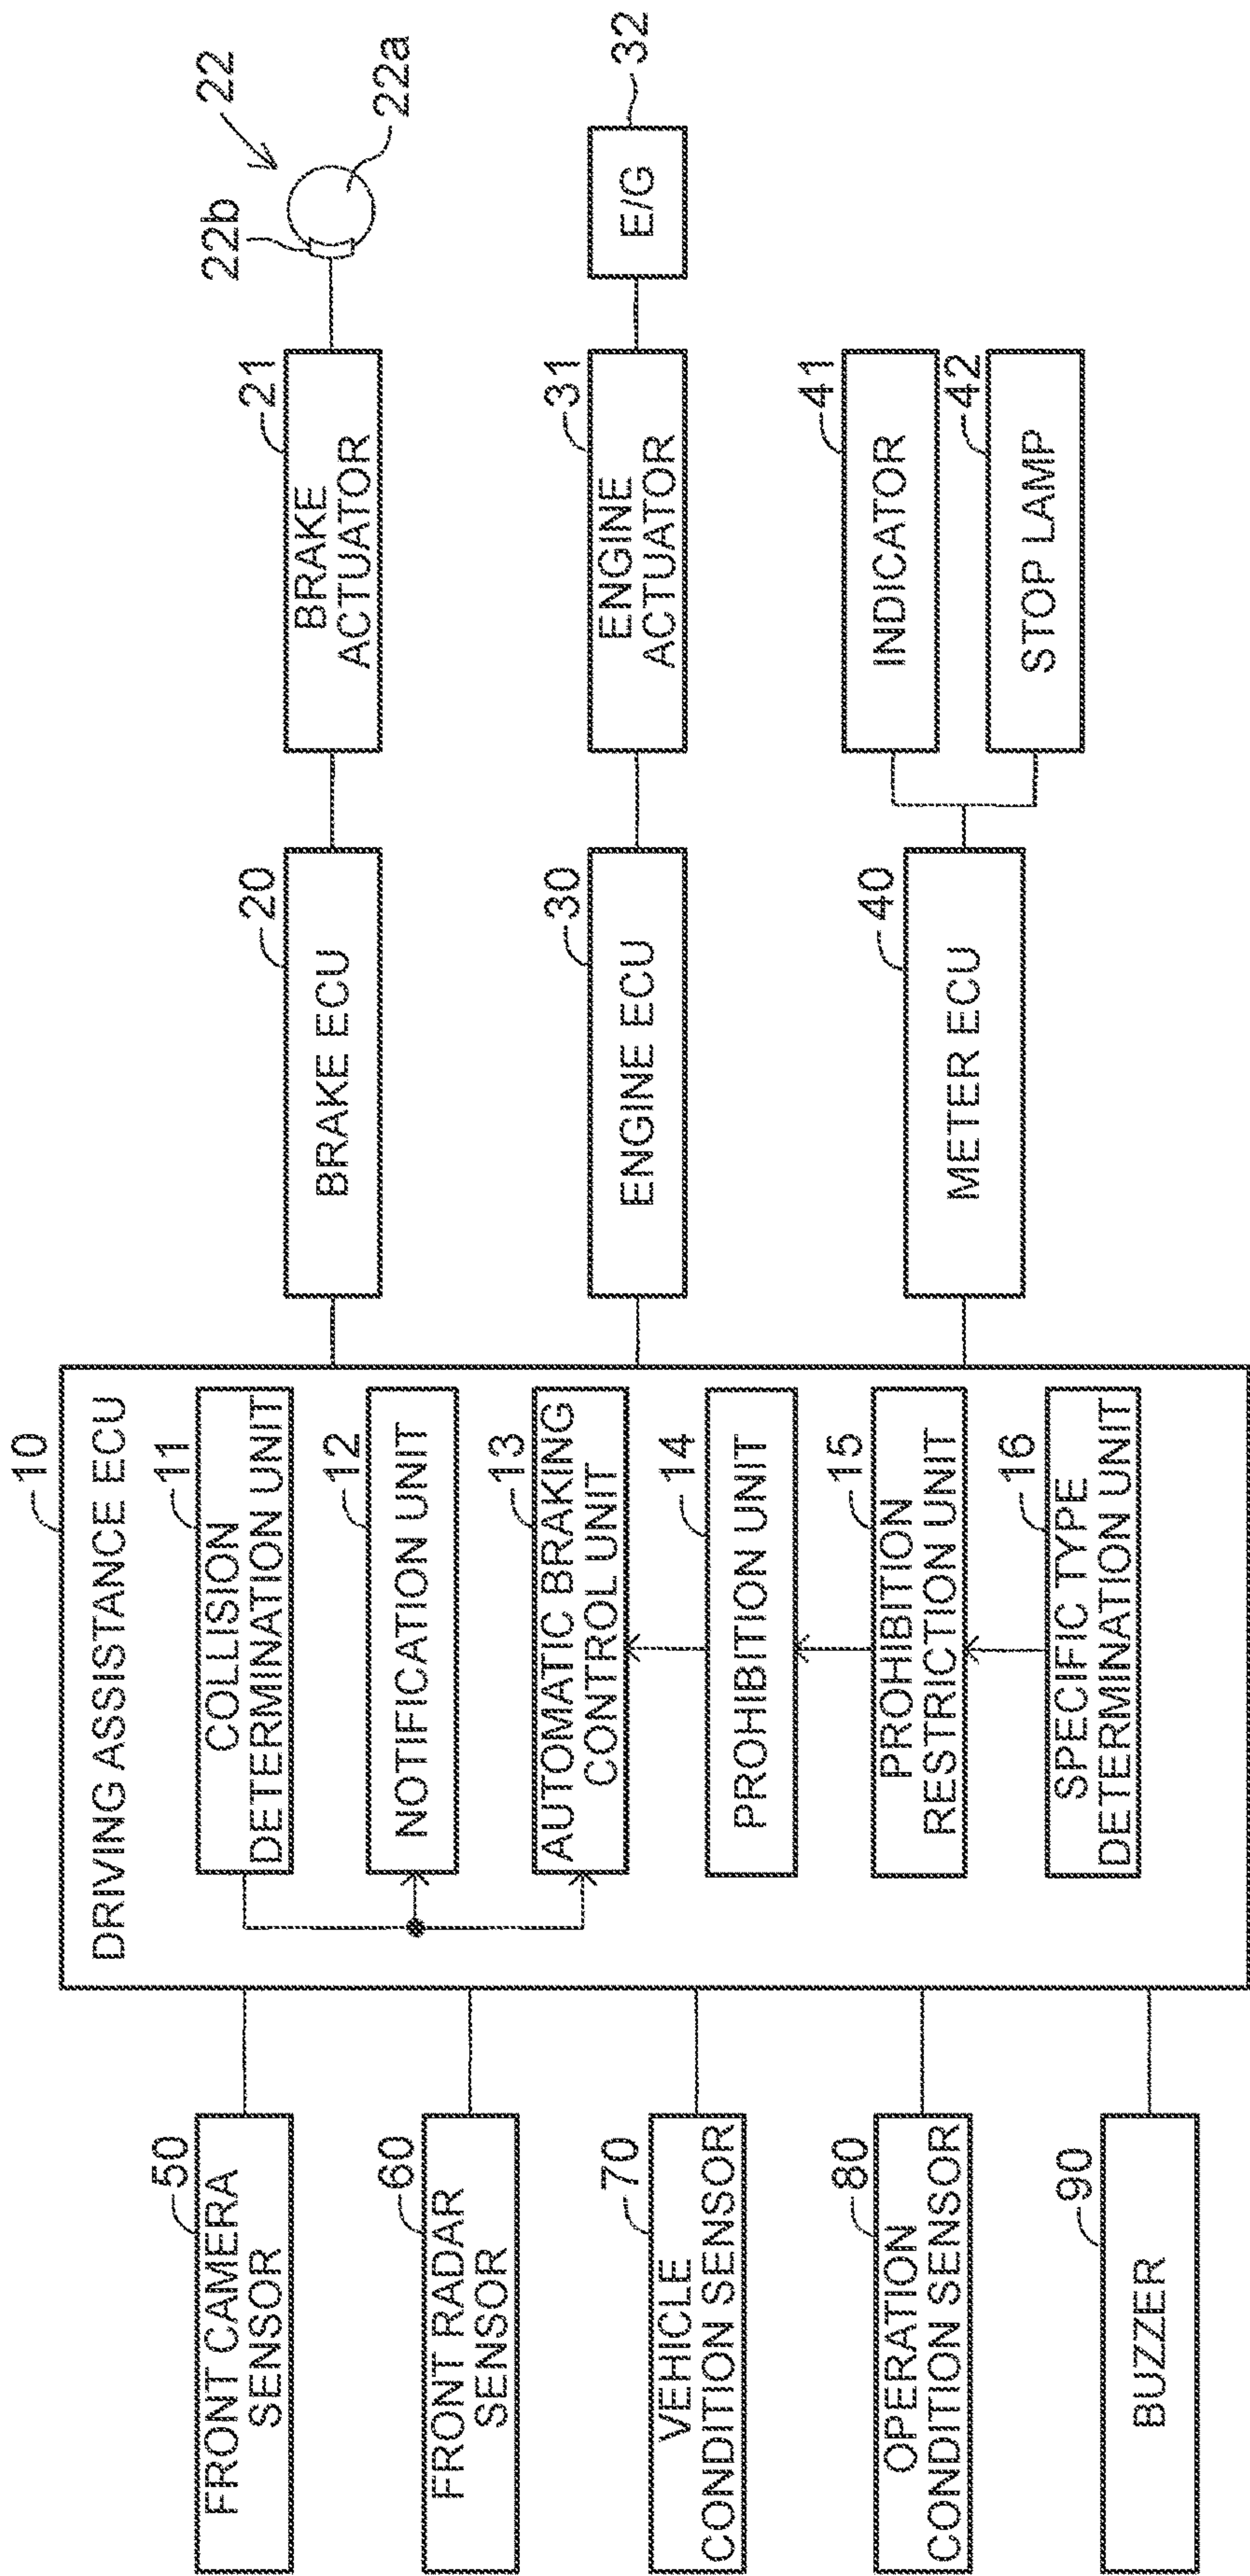 10
DRIVING ASSISTANCE ECU
50
FRONT CAMERA
SENSOR
60
FRONT RADAR
SENSOR
70
VEHICLE
CONDITION SENSOR
80
OPERATION
CONDITION SENSOR
90
BUZZER
11
COLLISION
DETERMINATION UNIT
12
NOTIFICATION UNIT
13
AUTOMATIC BRAKING
CONTROL UNIT
14
PROHIBITION UNIT
15
PROHIBITION
RESTRICTION UNIT
16
SPECIFIC TYPE
DETERMINATION UNIT
20
BRAKE ECU
21
BRAKE
ACTUATOR
22
22b
22a
30
ENGINE ECU
31
ENGINE
ACTUATOR
E/G
32
40
METER ECU
41
INDICATOR
42
STOP LAMP